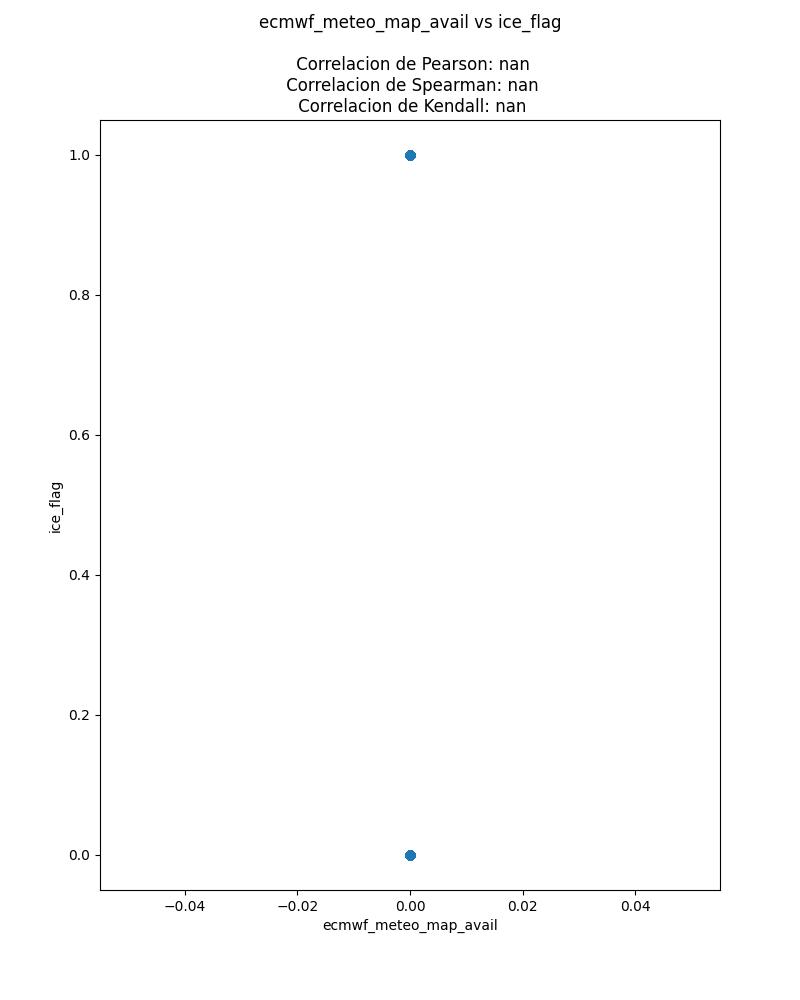 ecmwf_meteo_map_avail vs ice_flag
Correlacion de Pearson: nan
Correlacion de Spearman: nan
Correlacion de Kendall: nan
1.0
0.8
0.6
ice_flag
0.4
0.2
0.0
−0.04
−0.02
0.00
0.02
0.04
ecmwf_meteo_map_avail